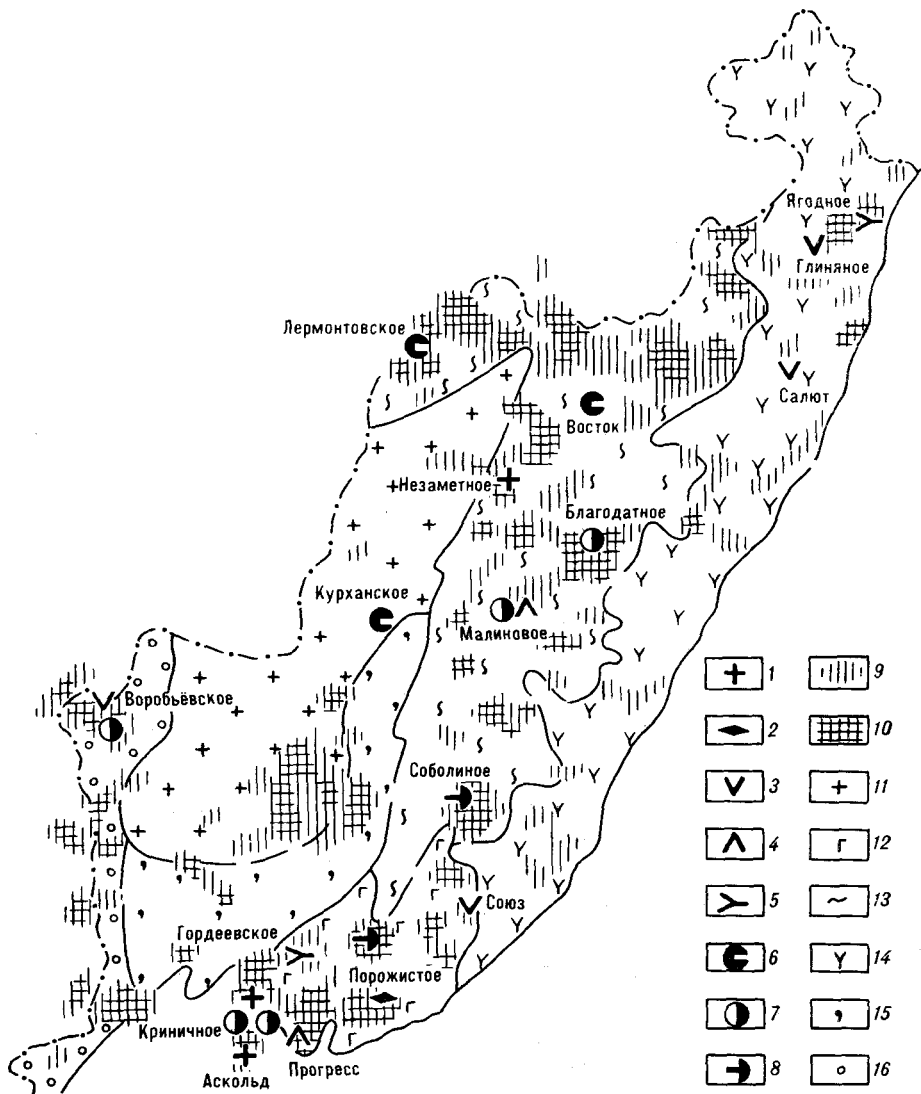 Ягодное
Глиняное
Лермонтовское
Салют
Восток
Незаметное
Благодатное
Курханское
Малиновое
Воробьёвское
Соболиное
Союз
Гордеевское
Порожистое
Криничное
Прогресс
Аскольд
1 9
2 10
3 11
4 12
5 13
6 14
7 15
8 16